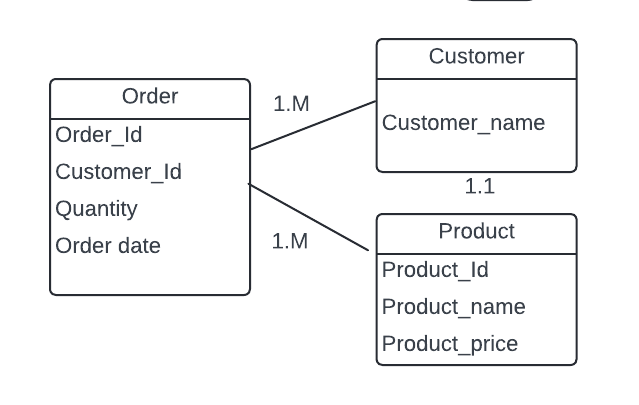 Order
Order_Id
Customer_Id
Quantity
Order date
1.M
1.M
Customer
Customer_name
1.1
Product
Product_Id
Product_name
Product_price